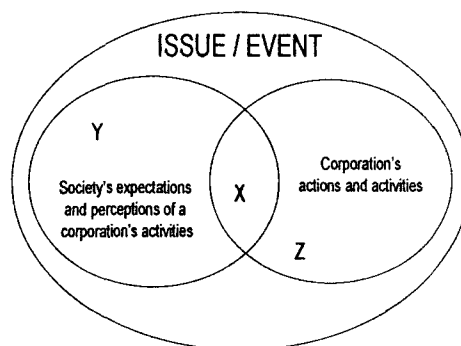 ISSUE / EVENT
Y
Society's expectations
and perceptions of a
corporation's activities
X
Corporation's
actions and activities
Z